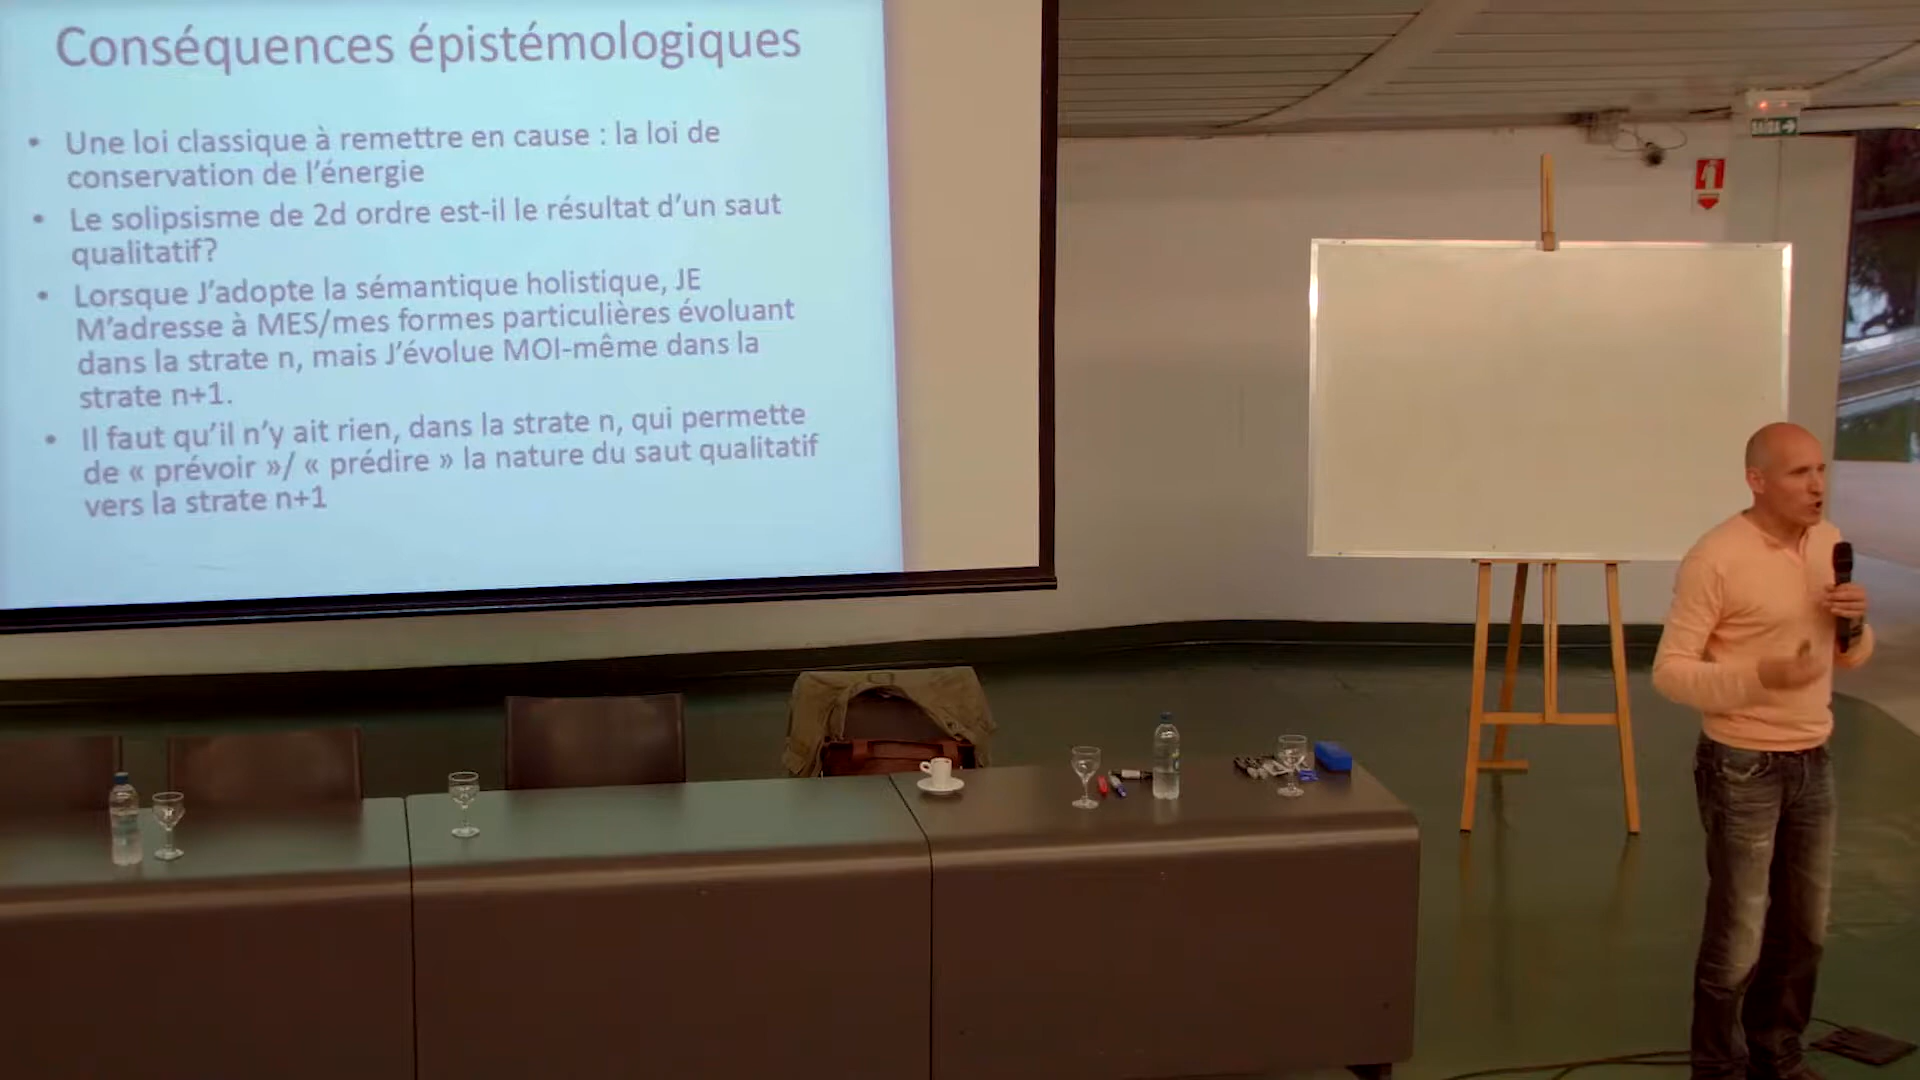 Conséquences épistémologiques
• Une loi classique à remettre en cause : la loi de
conservation de l’énergie
• Le solipsisme de 2d ordre est-il le résultat d’un saut
qualitatif?
• Lorsque J’adopte la sémantique holistique, JE
M’adresse à MES/mes formes particulières évoluant
dans la strate n, mais J’évolue MOI-même dans la
strate n+1.
• Il faut qu’il n’y ait rien, dans la strate n, qui permette
de « prévoir »/ « prédire » la nature du saut qualitatif
vers la strate n+1
SAÍDA